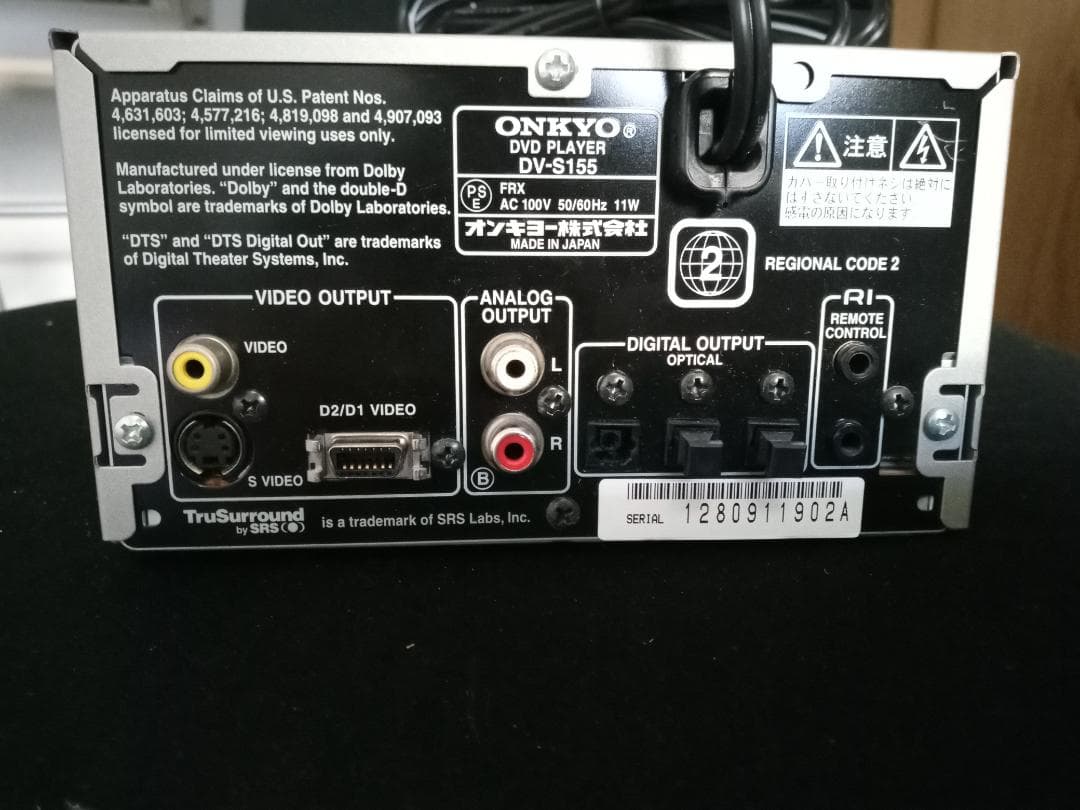 Apparatus Claims of U.S. Patent Nos.
4,631,603; 4,577,216; 4,819,098 and 4,907,093
licensed for limited viewing uses only.
Manufactured under license from Dolby
Laboratories. “Dolby” and the double-D
symbol are trademarks of Dolby Laboratories.
“DTS” and “DTS Digital Out” are trademarks
of Digital Theater Systems, Inc.
ONKYO®
DVD PLAYER
DV-S155
PS
E
FRX
AC 100V 50/60Hz 11W
オンキヨー株式会社
MADE IN JAPAN
注意
カバー取り付けネジは絶対に
はずさないでください
感電の原因になります
2
REGIONAL CODE 2
VIDEO OUTPUT
VIDEO
S VIDEO
D2/D1 VIDEO
ANALOG
OUTPUT
L
R
B
DIGITAL OUTPUT
OPTICAL
RI
REMOTE
CONTROL
TruSurround
by SRS
is a trademark of SRS Labs, Inc.
SERIAL 1280911902A